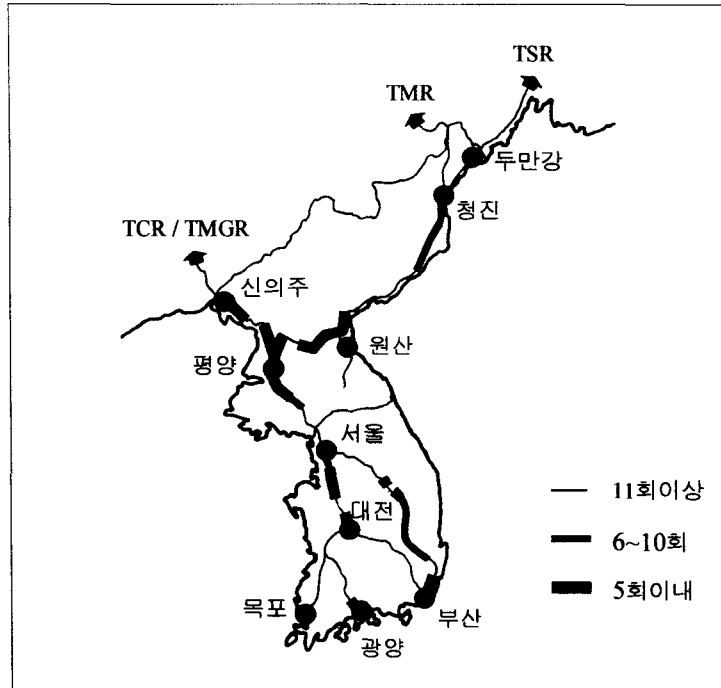 TSR
TMR
두만강
청진
TCR / TMGR
신의주
원산
평양
서울
11회이상
대전
6~10회
5회이내
목포
부산
광양